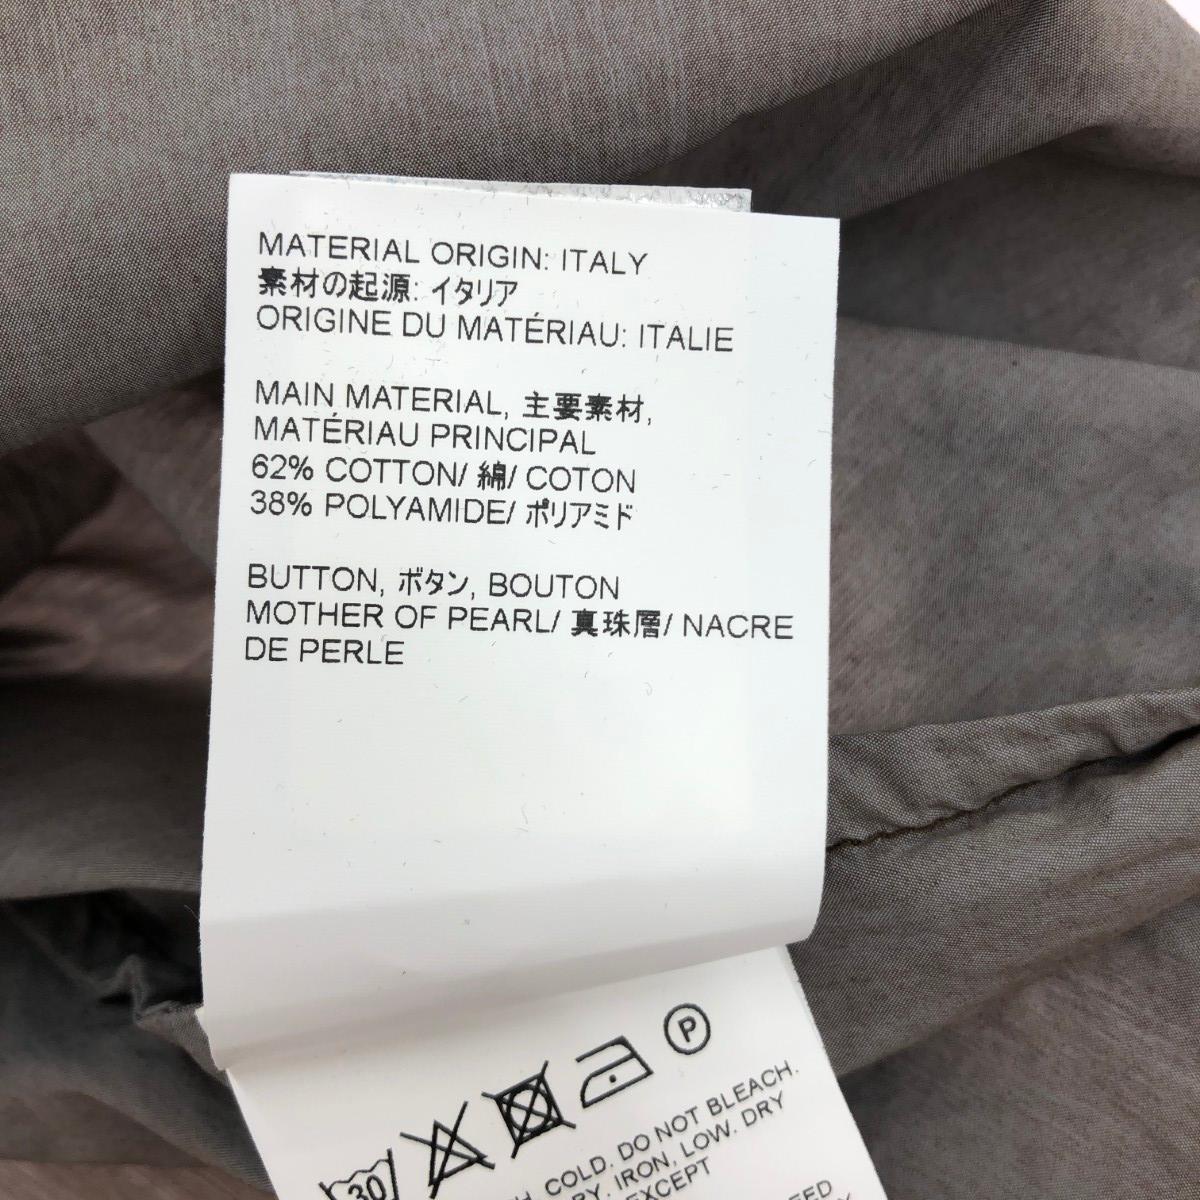 MATERIAL ORIGIN: ITALY
素材の起源: イタリア
ORIGINE DU MATÉRIAU: ITALIE
MAIN MATERIAL, 主要素材,
MATÉRIAU PRINCIPAL
62% COTTON/ 綿/ COTON
38% POLYAMIDE/ ポリアミド
BUTTON, ボタン, BOUTON
MOTHER OF PEARL/ 真珠層/ NACRE
DE PERLE
P
30
COLD. DO NOT BLEACH.
IRON, LOW. DRY
EXCEPT